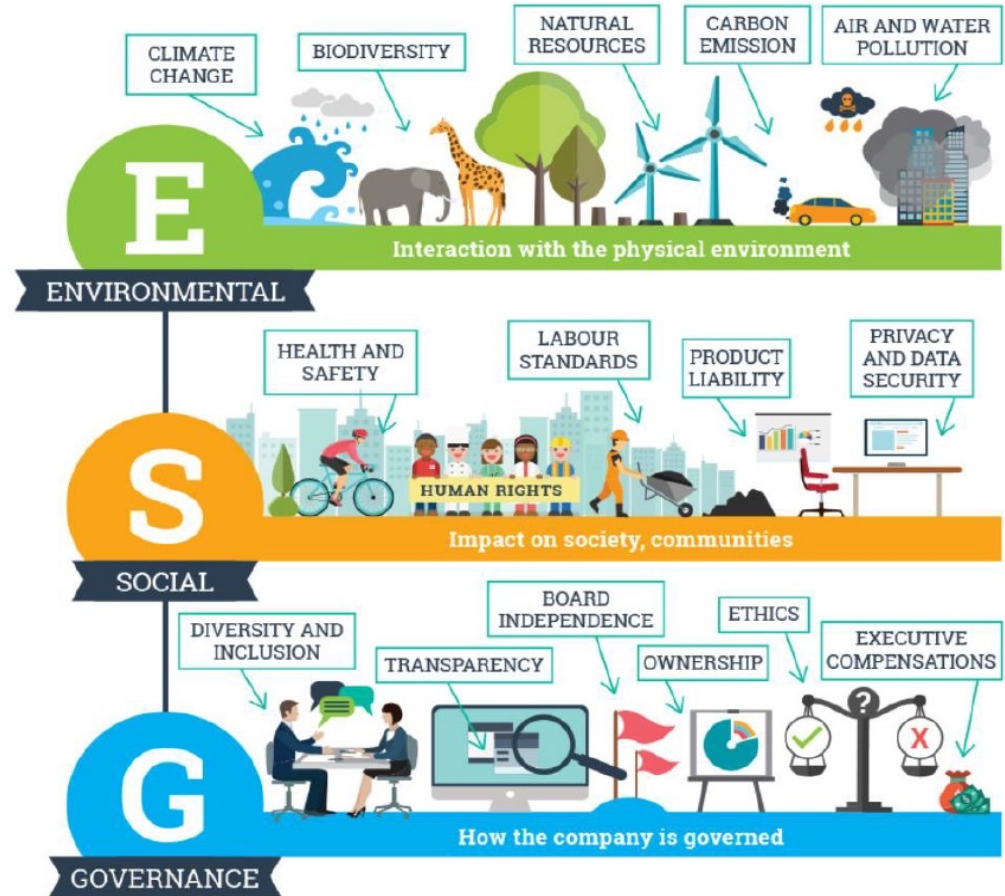 CLIMATE
CHANGE
BIODIVERSITY
NATURAL
RESOURCES
CARBON
EMISSION
AIR AND WATER
POLLUTION
E
Interaction with the physical environment
ENVIRONMENTAL
HEALTH AND
SAFETY
LABOUR
STANDARDS
PRODUCT
LIABILITY
PRIVACY
AND DATA
SECURITY
HUMAN RIGHTS
S
Impact on society, communities
SOCIAL
DIVERSITY AND
INCLUSION
TRANSPARENCY
BOARD
INDEPENDENCE
OWNERSHIP
ETHICS
EXECUTIVE
COMPENSATIONS
?
X
G
How the company is governed
GOVERNANCE